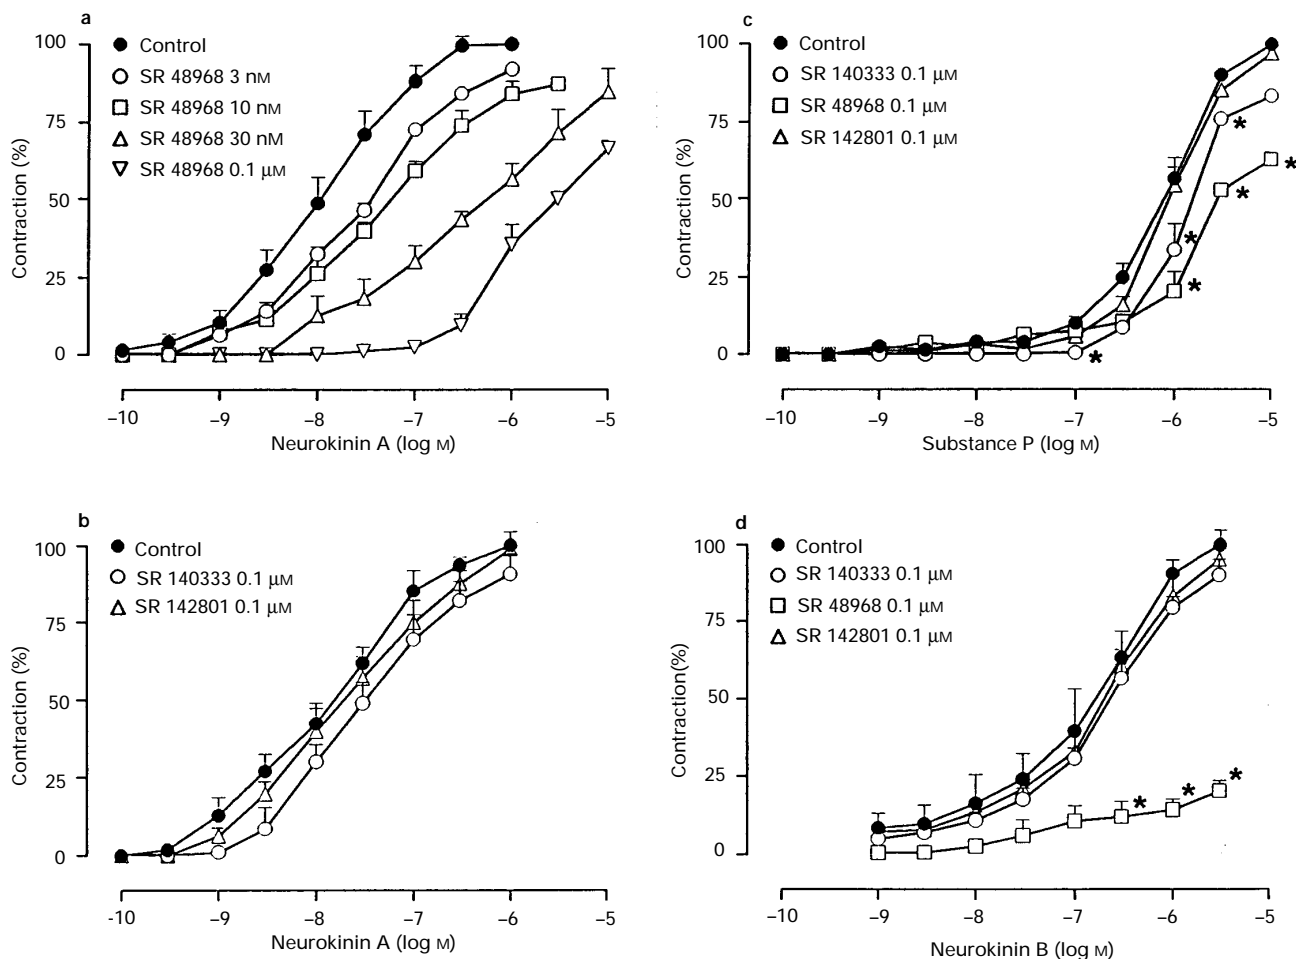 a
100
75
50
25
0
Contraction (%)
Control
SR 48968 3 nM
SR 48968 10 nM
SR 48968 30 nM
SR 48968 0.1 µM
-10
-9
-8
-7
-6
-5
Neurokinin A (log M)
c
100
75
50
25
0
Contraction (%)
Control
SR 140333 0.1 µM
SR 48968 0.1 µM
SR 142801 0.1 µM
*
*
*
*
*
*
-10
-9
-8
-7
-6
-5
Substance P (log M)
b
100
75
50
25
0
Contraction (%)
Control
SR 140333 0.1 µM
SR 142801 0.1 µM
-10
-9
-8
-7
-6
-5
Neurokinin A (log M)
d
100
75
50
25
0
Contraction(%)
Control
SR 140333 0.1 µM
SR 48968 0.1 µM
SR 142801 0.1 µM
*
*
*
-10
-9
-8
-7
-6
-5
Neurokinin B (log M)